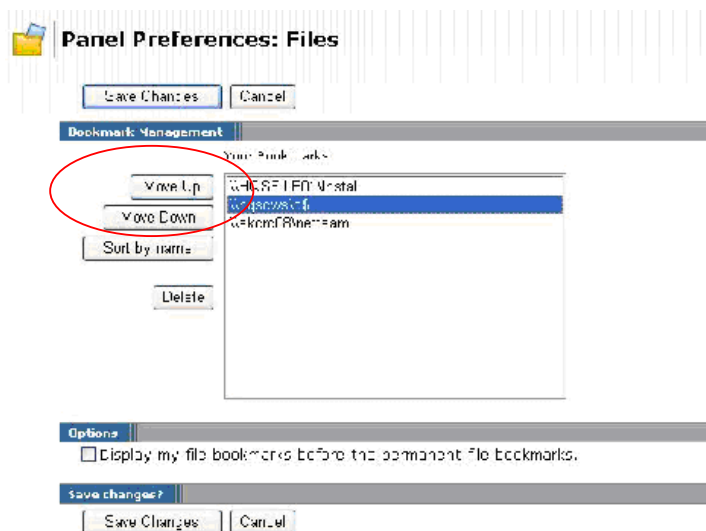 Panel Preferences: Files
Save Changes Cancel
Bookmark Management
Your Bookmarks
Move Up
Move Down
Sort by name
Delete
Options
Display my file bookmarks before the permanent file bookmarks.
Save changes?
Save Changes Cancel